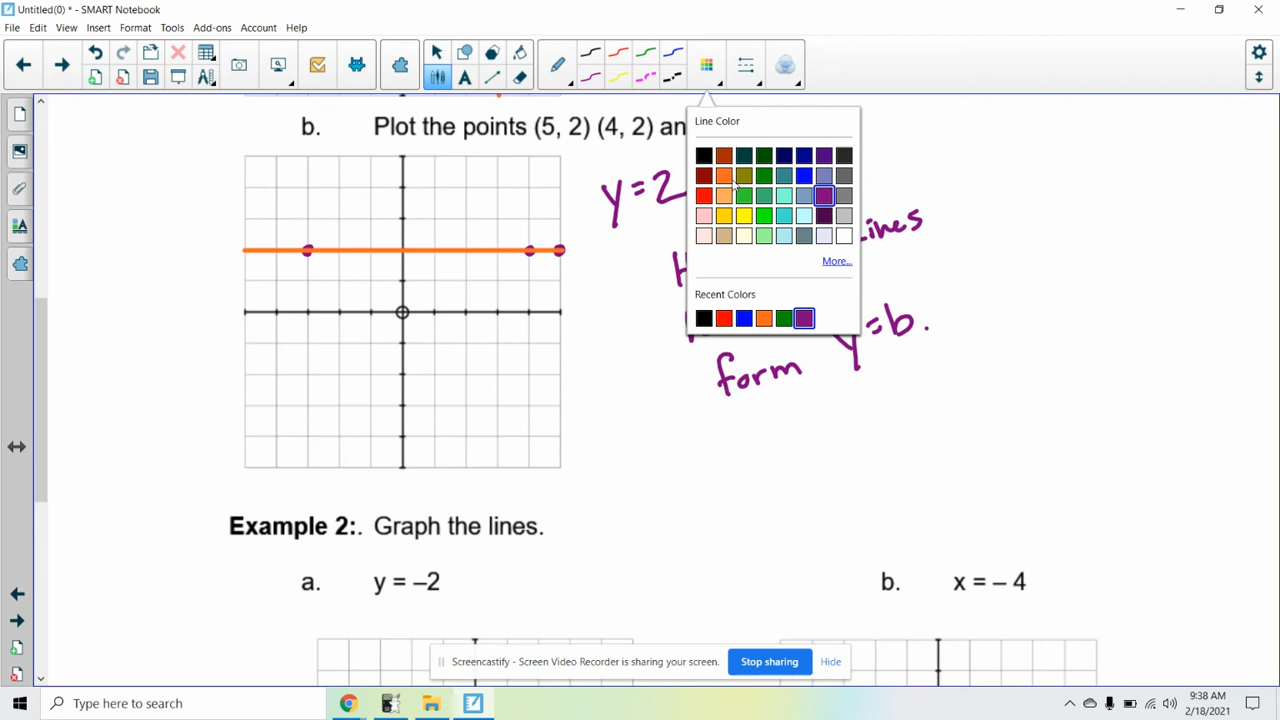 Untitled(0) * - SMART Notebook
File Edit View Insert Format Tools Add-ons Account Help
Line Color
More...
Recent Colors
b. Plot the points (5, 2) (4, 2) an
y=2
lines
y=b.
form
Example 2:. Graph the lines.
a. y = –2
b. x = – 4
Screencastify - Screen Video Recorder is sharing your screen. Stop sharing Hide
Type here to search
9:38 AM
2/18/2021